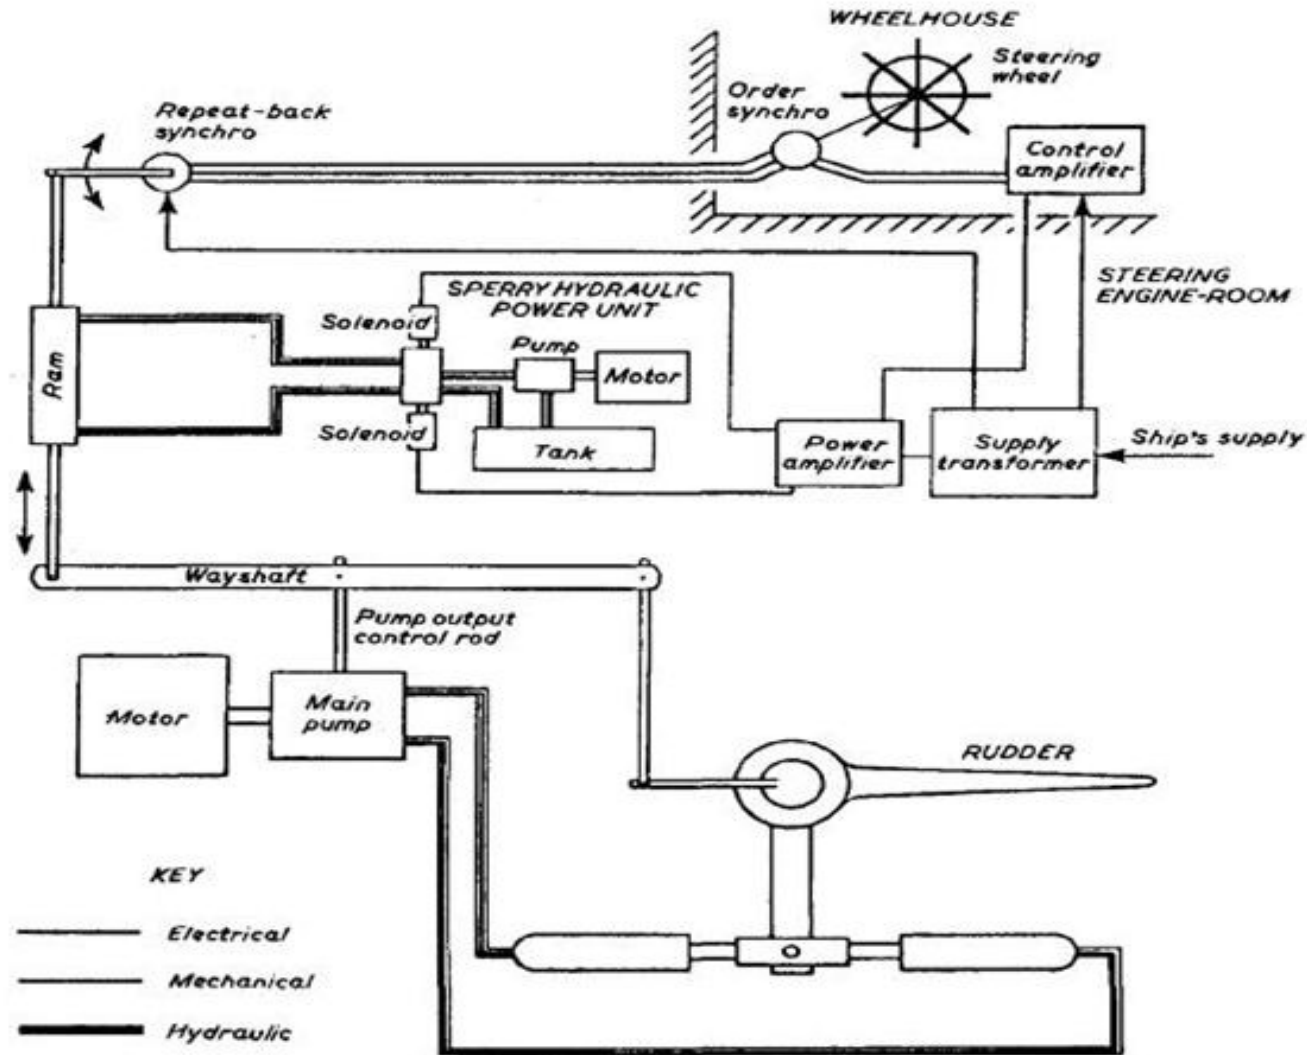 WHEELHOUSE
Steering
wheel
Order
synchro
Repeat-back
synchro
Control
amplifier
STEERING
ENGINE-ROOM
SPERRY HYDRAULIC
POWER UNIT
Solenoid
Pump
Motor
Ram
Solenoid
Tank
Power
amplifier
Supply
transformer
Ship's supply
Wayshaft
Pump output
control rod
Motor
Main
pump
RUDDER
KEY
Electrical
Mechanical
Hydraulic